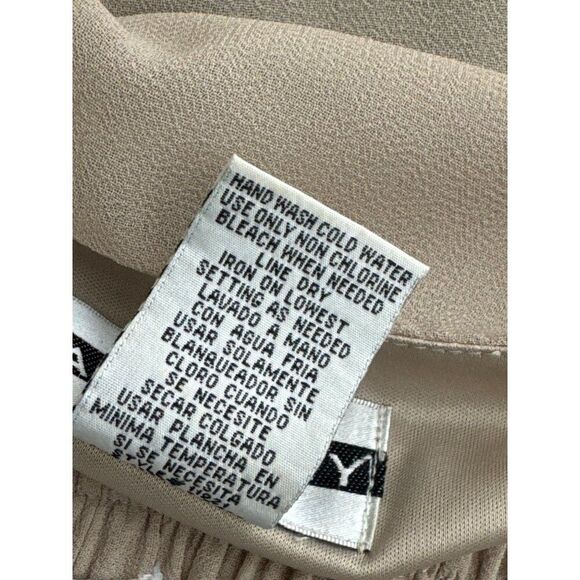 HAND WASH COLD WATER
USE ONLY NON CHLORINE
BLEACH WHEN NEEDED
LINE DRY
IRON ON LOWEST
SETTING AS NEEDED
LAVADO A MANO
CON AGUA FRIA
USAR SOLAMENTE
BLANQUEADOR SIN
CLORO CUANDO
SE NECESITE
SECAR COLGADO
USAR PLANCHA EN
MINIMA TEMPERATURA
SI SE NECESITA
STYLE#
A
Y